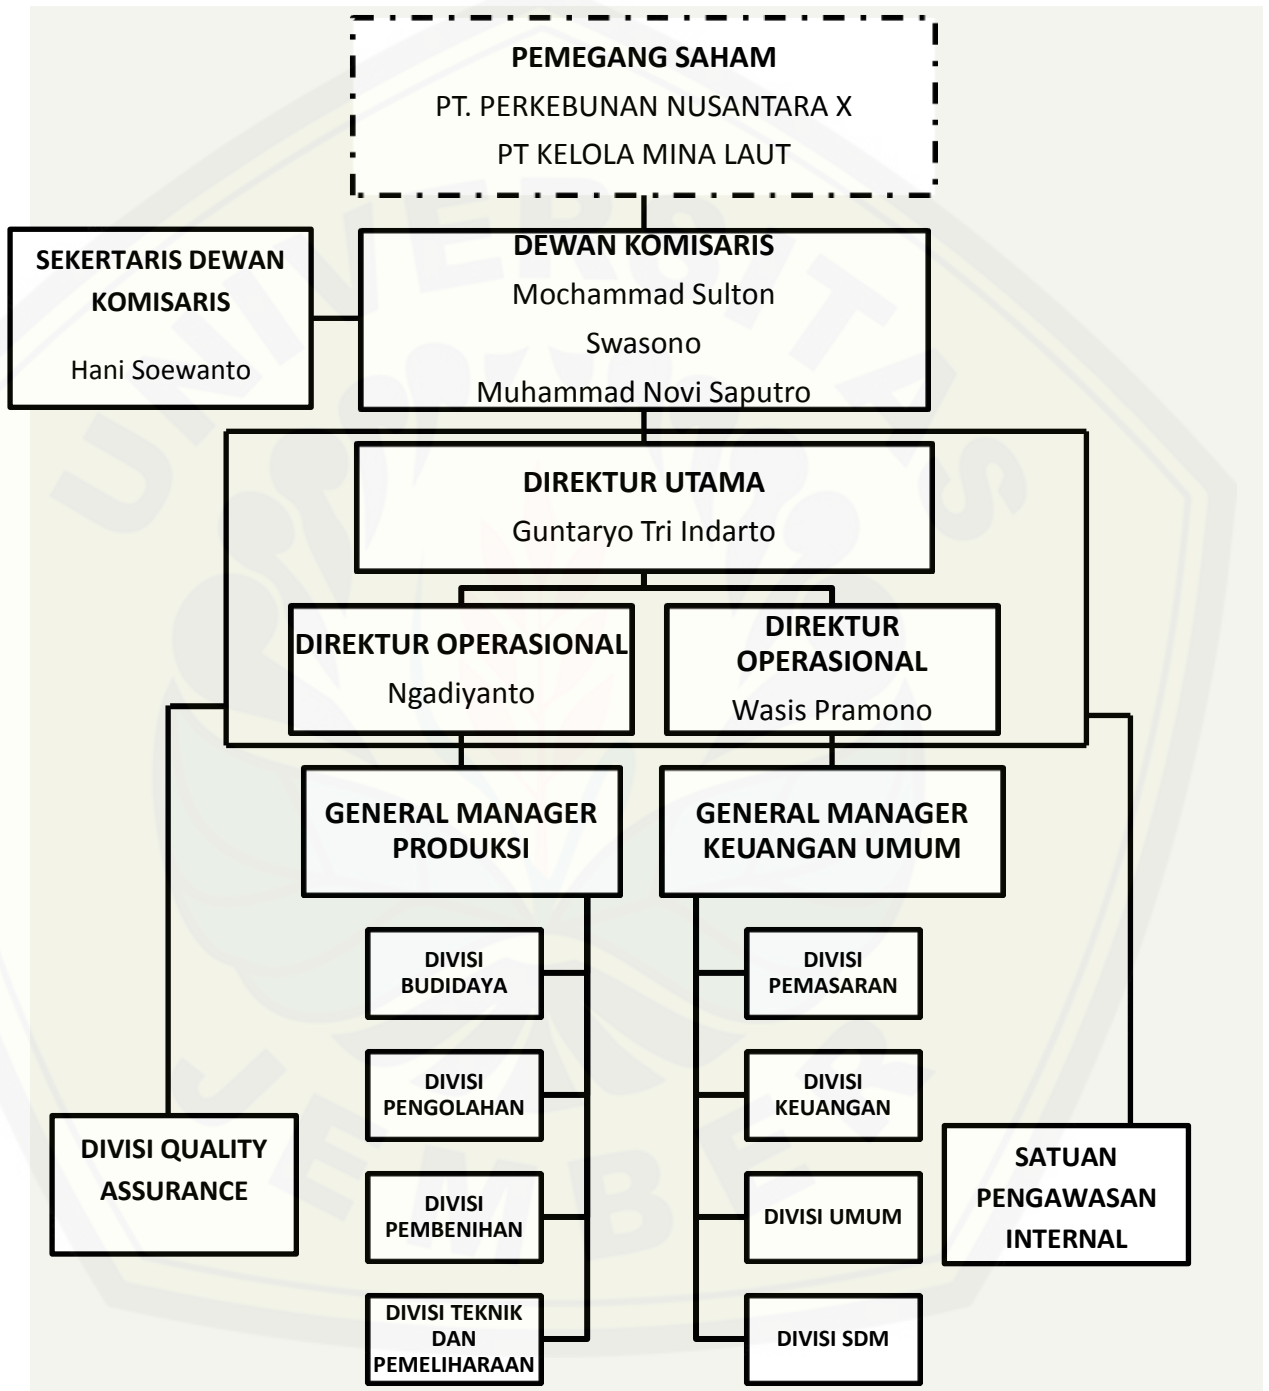 PEMEGANG SAHAM
PT. PERKEBUNAN NUSANTARA X
PT KELOLA MINA LAUT
SEKERTARIS DEWAN
KOMISARIS
Hani Soewanto
DEWAN KOMISARIS
Mochammad Sulton
Swasono
Muhammad Novi Saputro
DIREKTUR UTAMA
Guntaryo Tri Indarto
DIREKTUR OPERASIONAL
Ngadiyanto
DIREKTUR
OPERASIONAL
Wasis Pramono
GENERAL MANAGER
PRODUKSI
GENERAL MANAGER
KEUANGAN UMUM
DIVISI
BUDIDAYA
DIVISI
PEMASARAN
DIVISI
PENGOLAHAN
DIVISI
KEUANGAN
DIVISI QUALITY
ASSURANCE
SATUAN
PENGAWASAN
INTERNAL
DIVISI
PEMBENIHAN
DIVISI UMUM
DIVISI TEKNIK
DAN
PEMELIHARAAN
DIVISI SDM
UNIVERSITAS
JEMBER